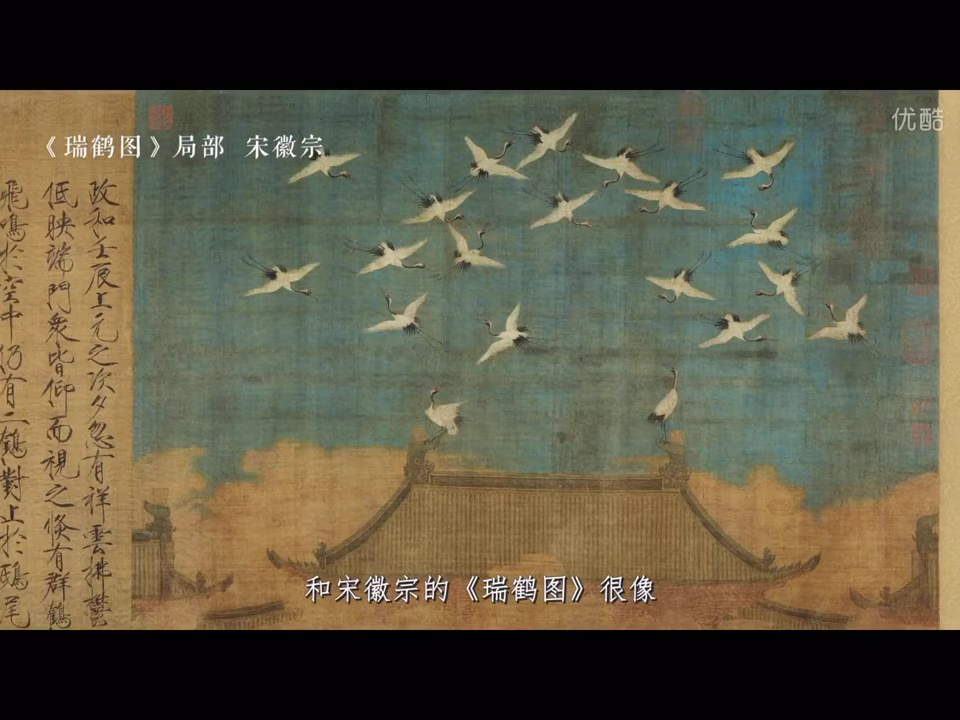 优酷
《瑞鹤图》局部 宋徽宗
政和壬辰上元之次夕忽有祥雲拂鬱
低映端門衆皆仰而視之倐有群鶴
飛鳴於空中仍有二鶴對上於鴟尾
和宋徽宗的《瑞鹤图》很像